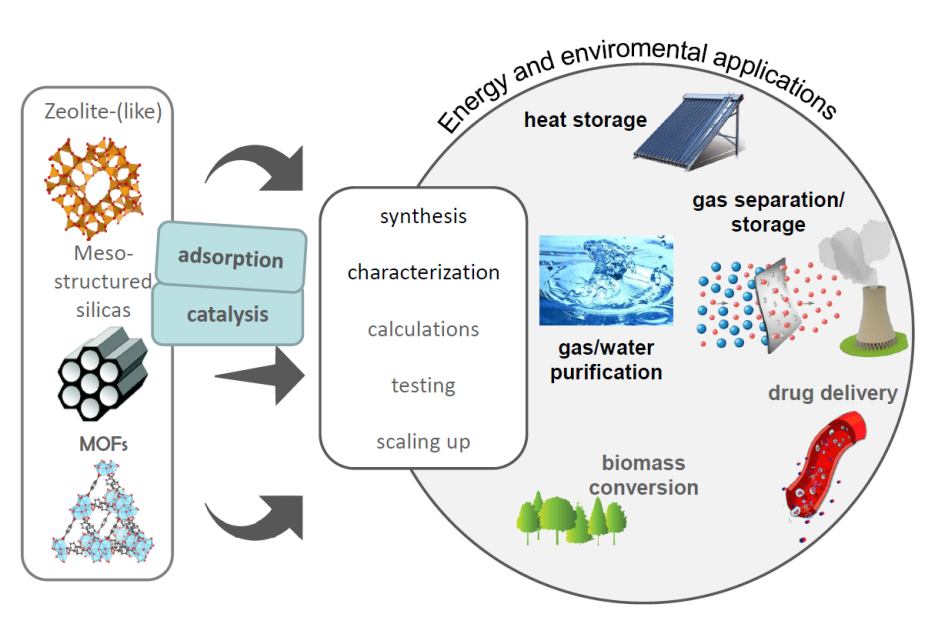 Energy and enviromental applications
Zeolite-(like)
Meso-
structured
silicas
MOFs
adsorption
catalysis
synthesis
characterization
calculations
testing
scaling up
heat storage
gas separation/
storage
gas/water
purification
drug delivery
biomass
conversion